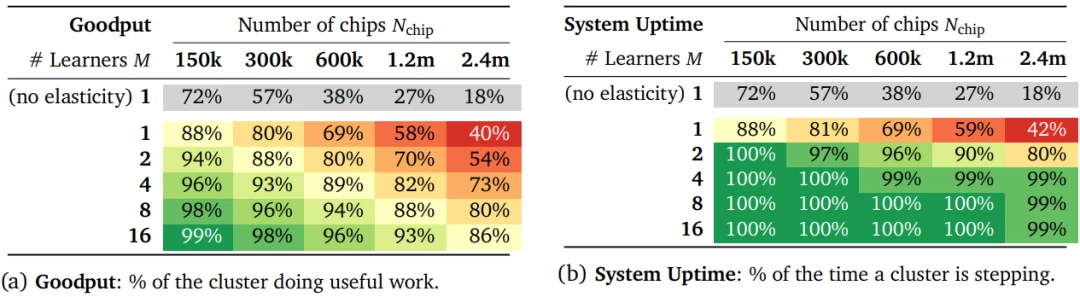 Goodput Number of chips Nchip
# Learners M 150k 300k 600k 1.2m 2.4m
(no elasticity) 1 72% 57% 38% 27% 18%
1 88% 80% 69% 58% 40%
2 94% 88% 80% 70% 54%
4 96% 93% 89% 82% 73%
8 98% 96% 94% 88% 80%
16 99% 98% 96% 93% 86%
(a) Goodput: % of the cluster doing useful work.
System Uptime Number of chips Nchip
# Learners M 150k 300k 600k 1.2m 2.4m
(no elasticity) 1 72% 57% 38% 27% 18%
1 88% 81% 69% 59% 42%
2 100% 97% 96% 90% 80%
4 100% 100% 99% 99% 99%
8 100% 100% 100% 100% 99%
16 100% 100% 100% 100% 99%
(b) System Uptime: % of the time a cluster is stepping.